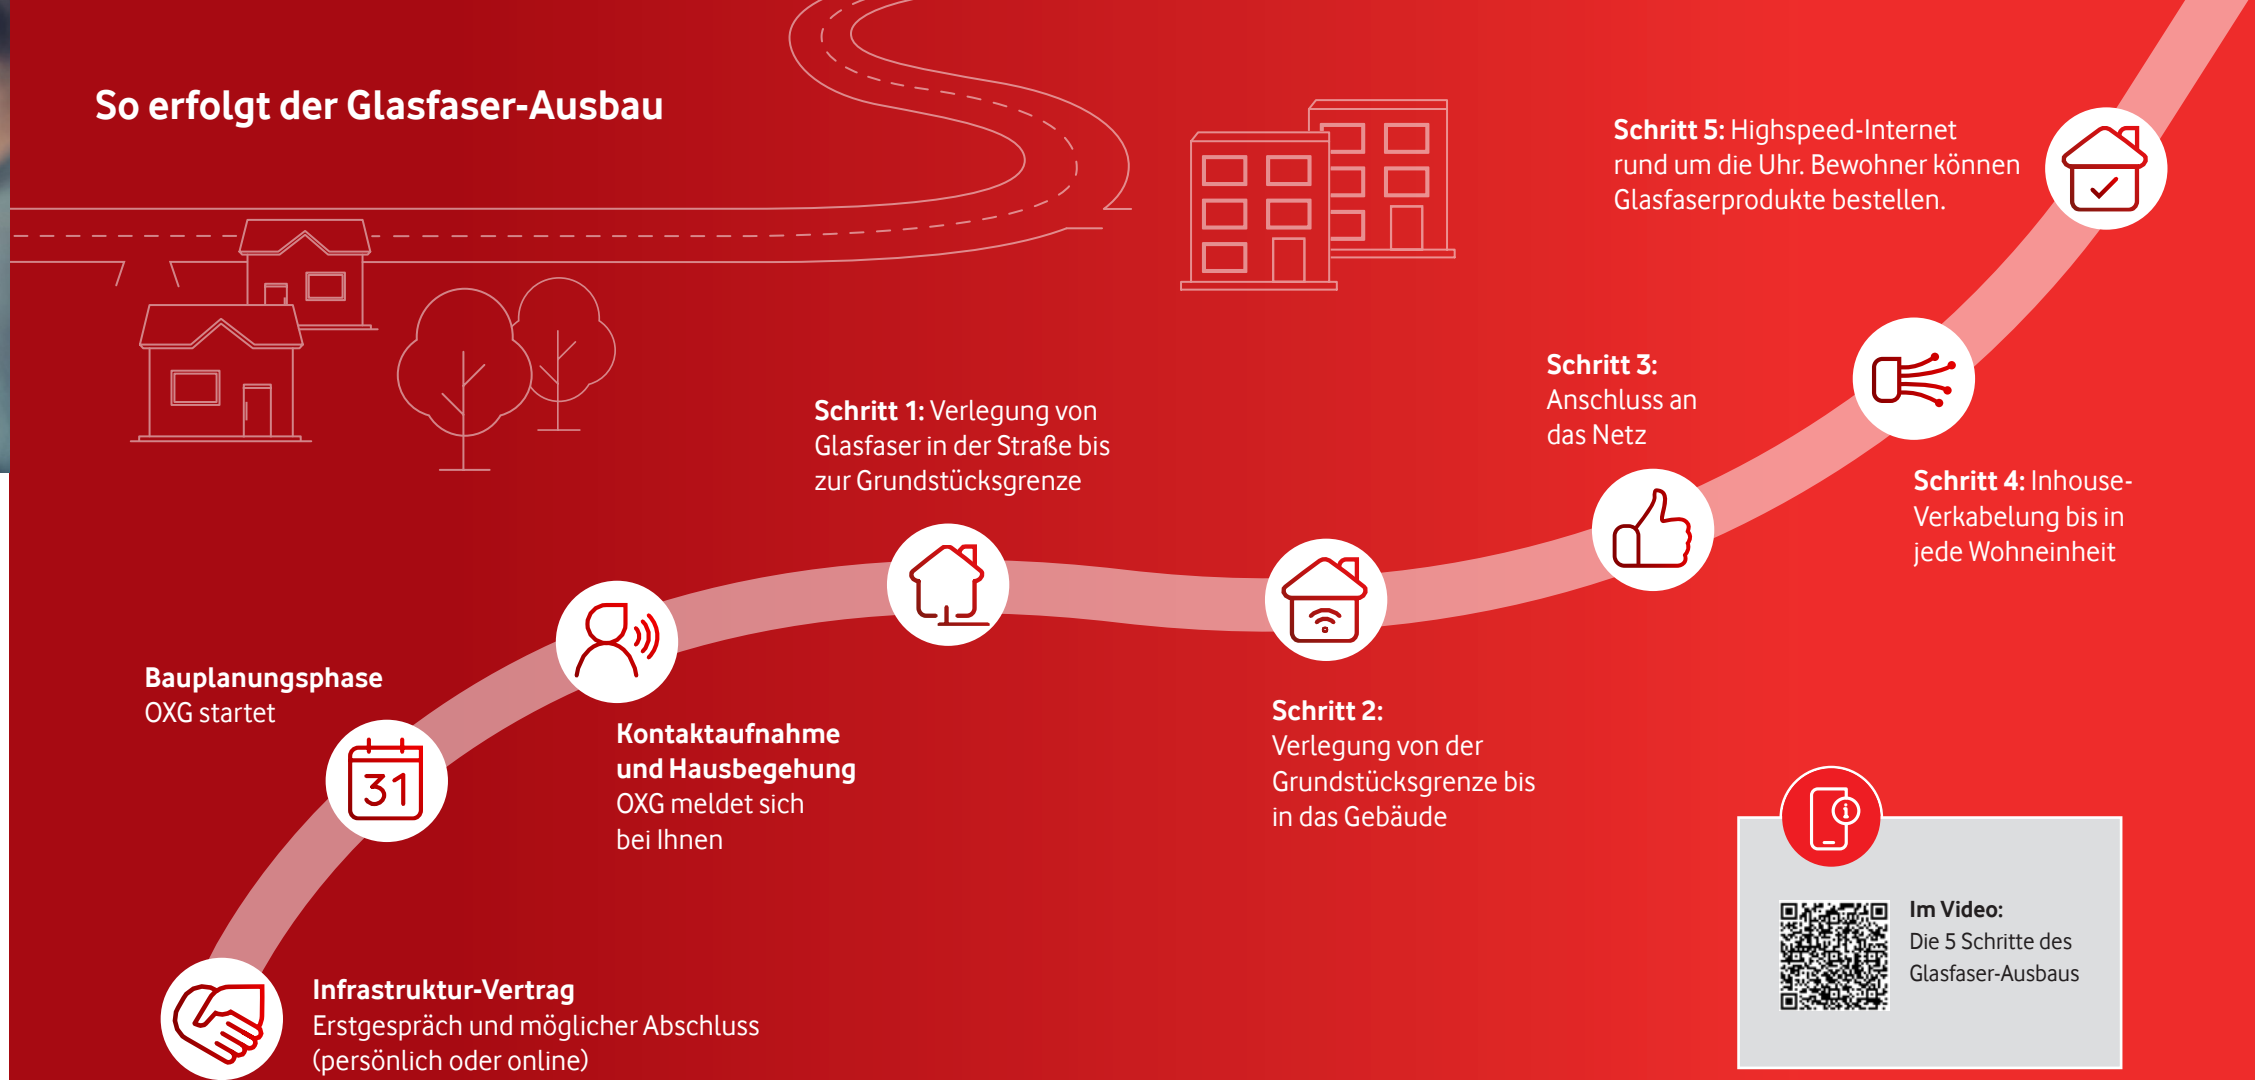 So erfolgt der Glasfaser-Ausbau
Infrastruktur-Vertrag
Erstgespräch und möglicher Abschluss
(persönlich oder online)
Bauplanungsphase
OXG startet
31
Kontaktaufnahme
und Hausbegehung
OXG meldet sich
bei Ihnen
Schritt 1: Verlegung von
Glasfaser in der Straße bis
zur Grundstücksgrenze
Schritt 2:
Verlegung von der
Grundstücksgrenze bis
in das Gebäude
Schritt 3:
Anschluss an
das Netz
Schritt 4: Inhouse-
Verkabelung bis in
jede Wohneinheit
Schritt 5: Highspeed-Internet
rund um die Uhr. Bewohner können
Glasfaserprodukte bestellen.
i
Im Video:
Die 5 Schritte des
Glasfaser-Ausbaus